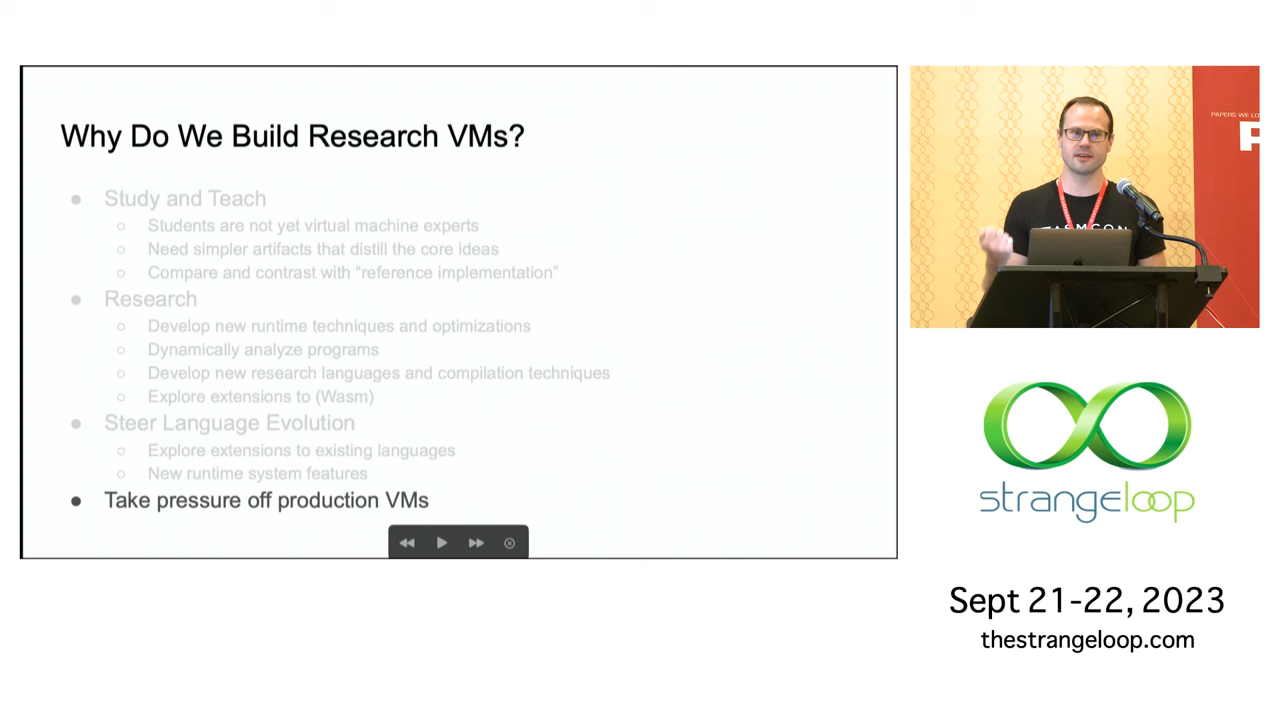 Why Do We Build Research VMs?
● Study and Teach
○ Students are not yet virtual machine experts
○ Need simpler artifacts that distill the core ideas
○ Compare and contrast with “reference implementation”
● Research
○ Develop new runtime techniques and optimizations
○ Dynamically analyze programs
○ Develop new research languages and compilation techniques
○ Explore extensions to (Wasm)
● Steer Language Evolution
○ Explore extensions to existing languages
○ New runtime system features
● Take pressure off production VMs
PAPERS WE LO
P
strangeloop
Sept 21-22, 2023
thestrangeloop.com